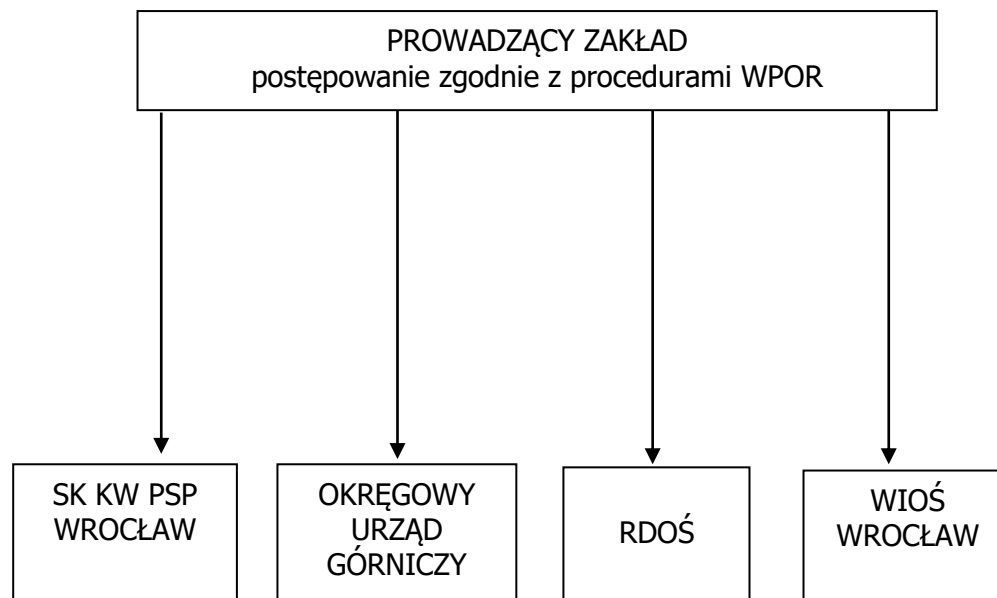 PROWADZĄCY ZAKŁAD
postępowanie zgodnie z procedurami WPOR
SK KW PSP
WROCŁAW
OKRĘGOWY
URZĄD
GÓRNICZY
RDOŚ
WIOŚ
WROCŁAW